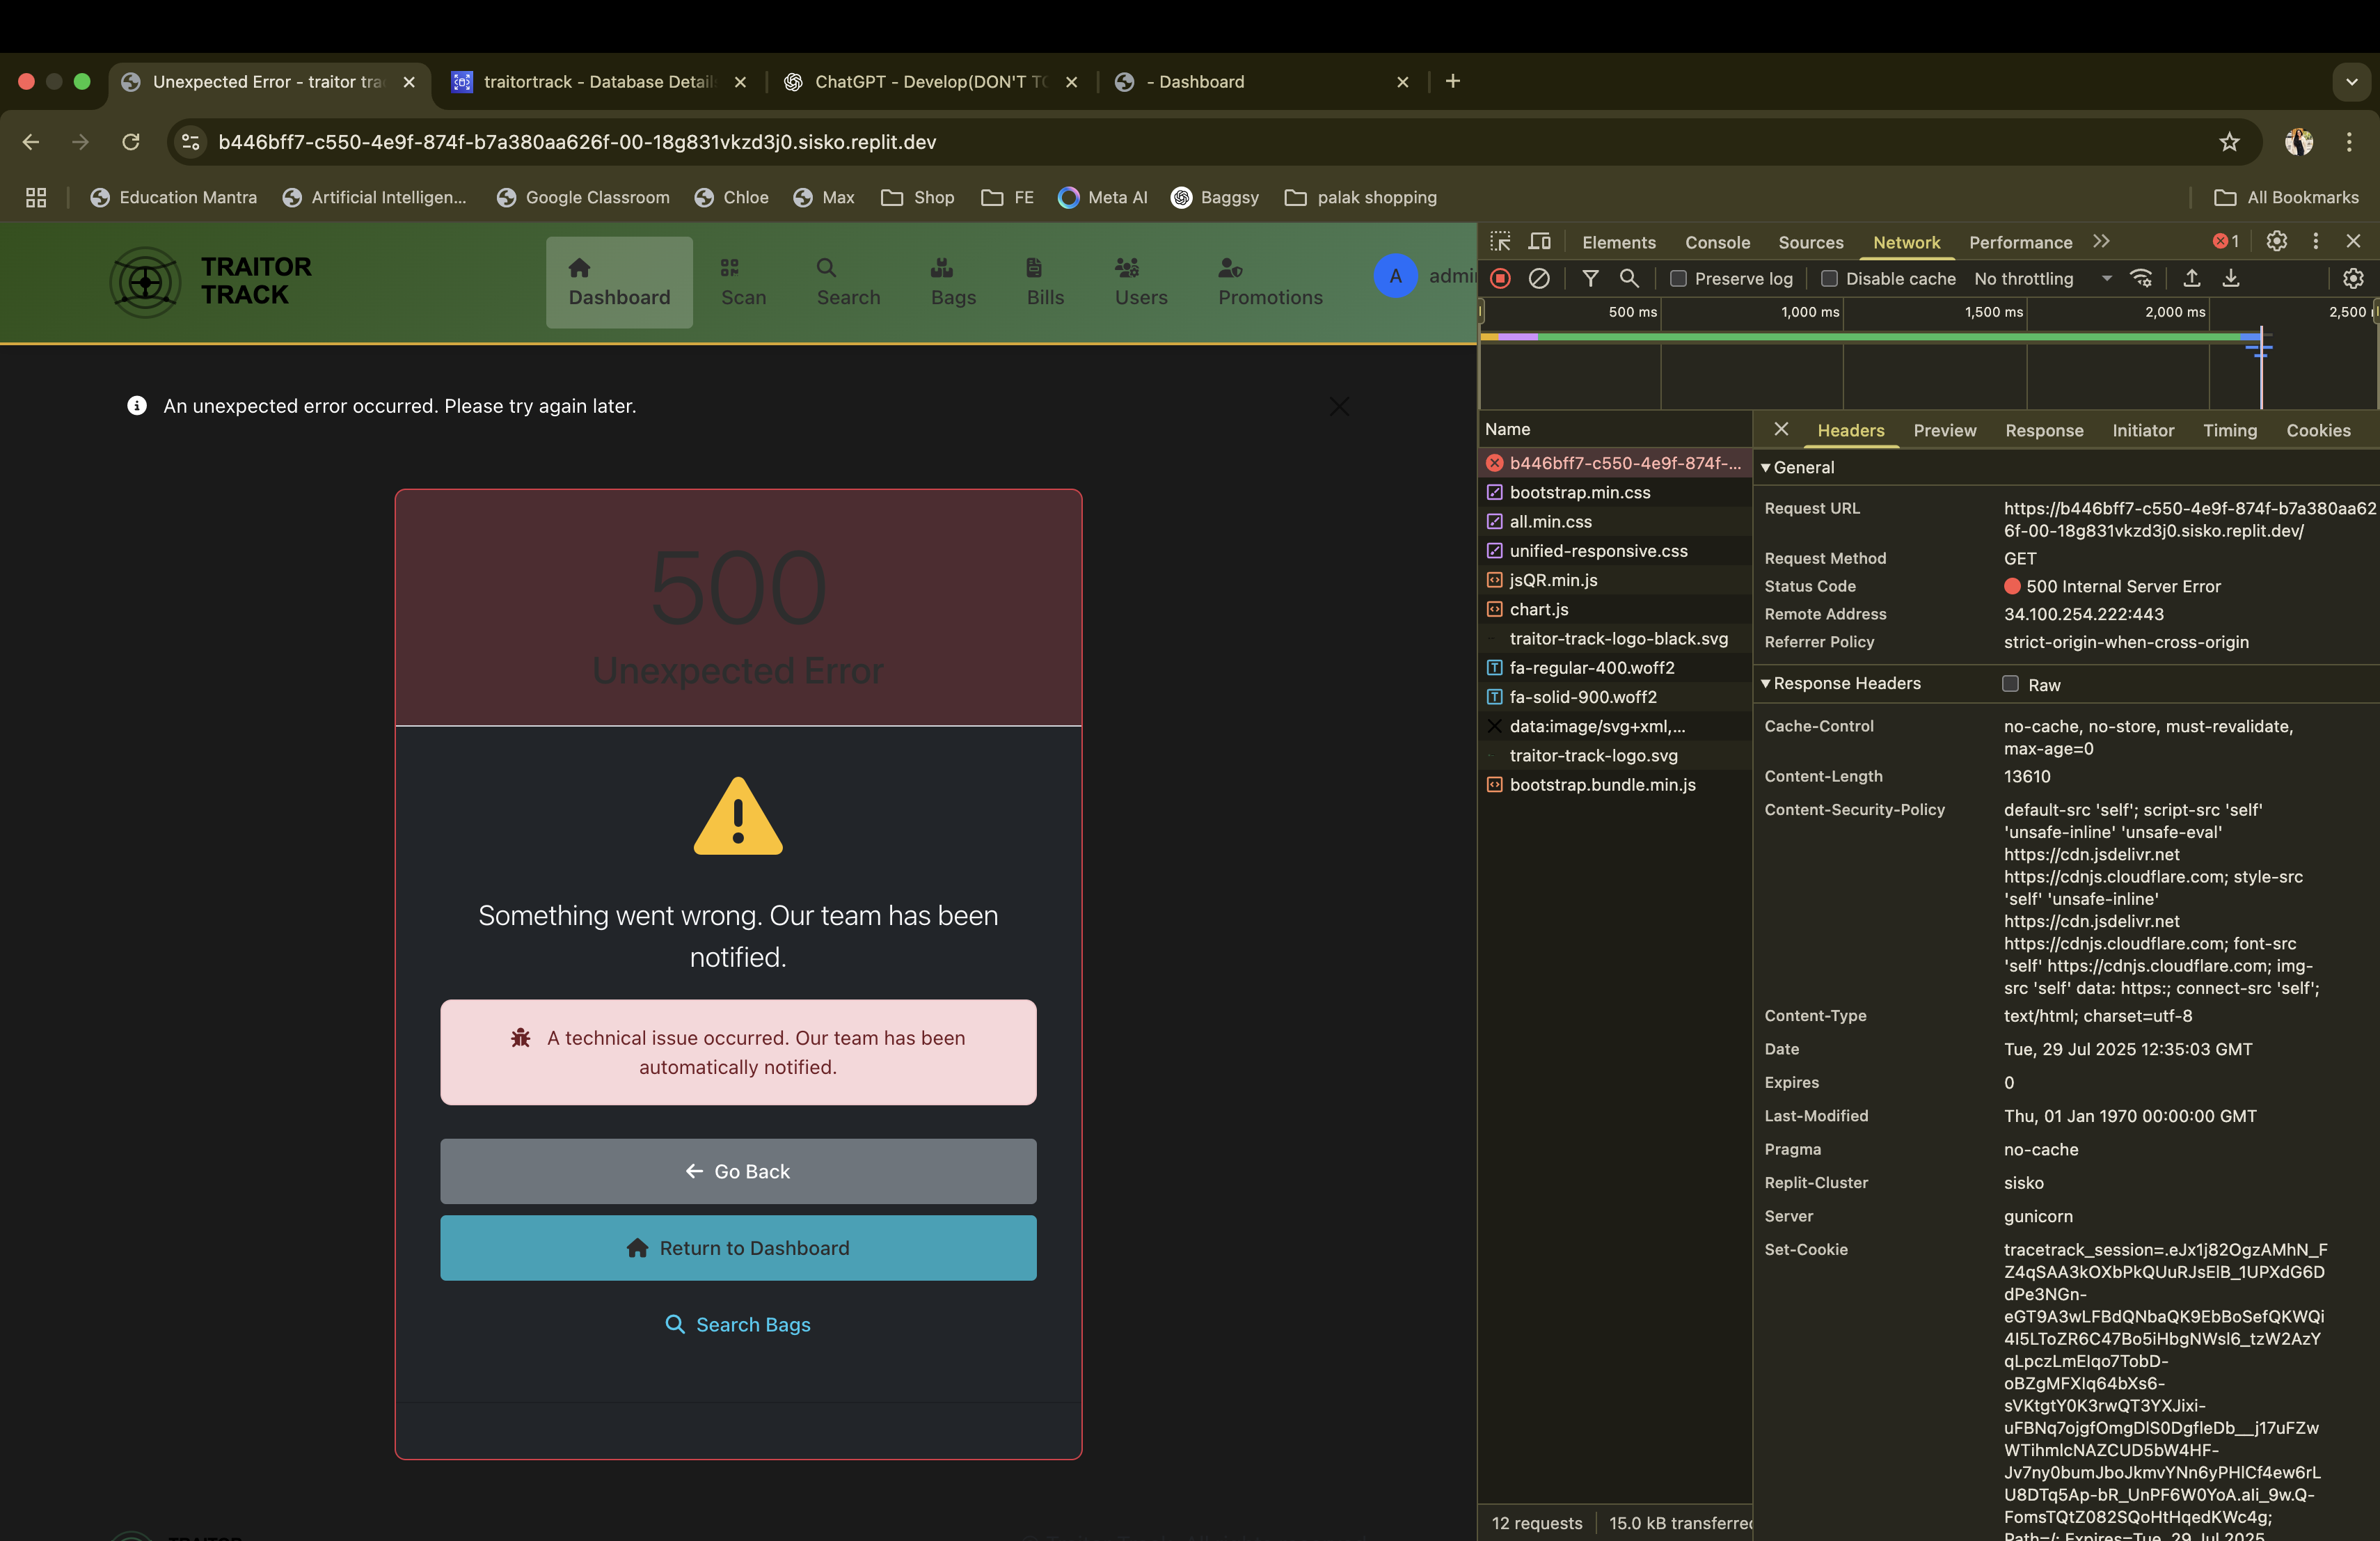 Unexpected Error - traitor tra
traitortrack - Database Details
ChatGPT - Develop(DON'T TO
- Dashboard
b446bff7-c550-4e9f-874f-b7a380aa626f-00-18g831vkzd3j0.sisko.replit.dev
Education Mantra
Artificial Intelligen...
Google Classroom
Chloe
Max
Shop
FE
Meta AI
Baggsy
palak shopping
All Bookmarks
TRAITOR
TRACK
Dashboard
Scan
Search
Bags
Bills
Users
Promotions
A
admi
An unexpected error occurred. Please try again later.
500
Unexpected Error
Something went wrong. Our team has been
notified.
A technical issue occurred. Our team has been
automatically notified.
Go Back
Return to Dashboard
Search Bags
Elements
Console
Sources
Network
Performance
1
Preserve log
Disable cache
No throttling
500 ms
1,000 ms
1,500 ms
2,000 ms
2,500
Name
b446bff7-c550-4e9f-874f-...
bootstrap.min.css
all.min.css
unified-responsive.css
jsQR.min.js
chart.js
traitor-track-logo-black.svg
fa-regular-400.woff2
fa-solid-900.woff2
data:image/svg+xml,...
traitor-track-logo.svg
bootstrap.bundle.min.js
12 requests
15.0 kB transferred
Headers
Preview
Response
Initiator
Timing
Cookies
General
Request URL
https://b446bff7-c550-4e9f-874f-b7a380aa62
6f-00-18g831vkzd3j0.sisko.replit.dev/
Request Method
GET
Status Code
500 Internal Server Error
Remote Address
34.100.254.222:443
Referrer Policy
strict-origin-when-cross-origin
Response Headers
Raw
Cache-Control
no-cache, no-store, must-revalidate,
max-age=0
Content-Length
13610
Content-Security-Policy
default-src 'self'; script-src 'self'
'unsafe-inline' 'unsafe-eval'
https://cdn.jsdelivr.net
https://cdnjs.cloudflare.com; style-src
'self' 'unsafe-inline'
https://cdn.jsdelivr.net
https://cdnjs.cloudflare.com; font-src
'self' https://cdnjs.cloudflare.com; img-
src 'self' data: https:; connect-src 'self';
Content-Type
text/html; charset=utf-8
Date
Tue, 29 Jul 2025 12:35:03 GMT
Expires
0
Last-Modified
Thu, 01 Jan 1970 00:00:00 GMT
Pragma
no-cache
Replit-Cluster
sisko
Server
gunicorn
Set-Cookie
tracetrack_session=.eJx1j82OgzAMhN_F
Z4qSAA3kOXbPkQUuRJsElB_1UPXdG6D
dPe3NGn-
eGT9A3wLFBdQNbaQK9EbBoSefQKWQi
4I5LToZR6C47Bo5iHbgNWsl6_tzW2AzY
qLpczLmEIqo7TobD-
oBZgMFXIq64bXs6-
sVKtgtY0K3rwQT3YXJixi-
uFBNq7ojgfOmgDlS0DgfleDb__j17uFZw
WTihmlcNAZCUD5bW4HF-
Jv7ny0bumJboJkmvYNn6yPHlCf4ew6rL
U8DTq5Ap-bR_UnPF6W0YoA.ali_9w.Q-
FomsTQtZ082SQoHtHqedKWc4g;
Path=/; Expires=Tue, 29 Jul 2025